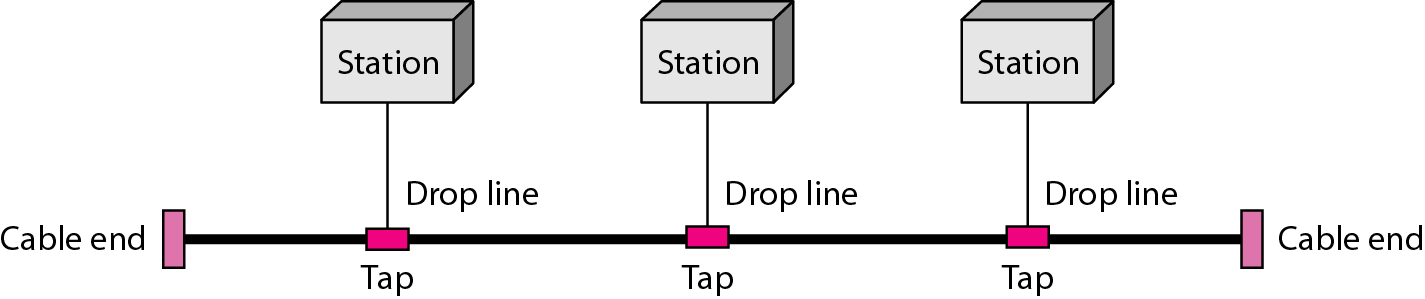 Station
Station
Station
Drop line
Drop line
Drop line
Cable end
Cable end
Tap
Tap
Tap